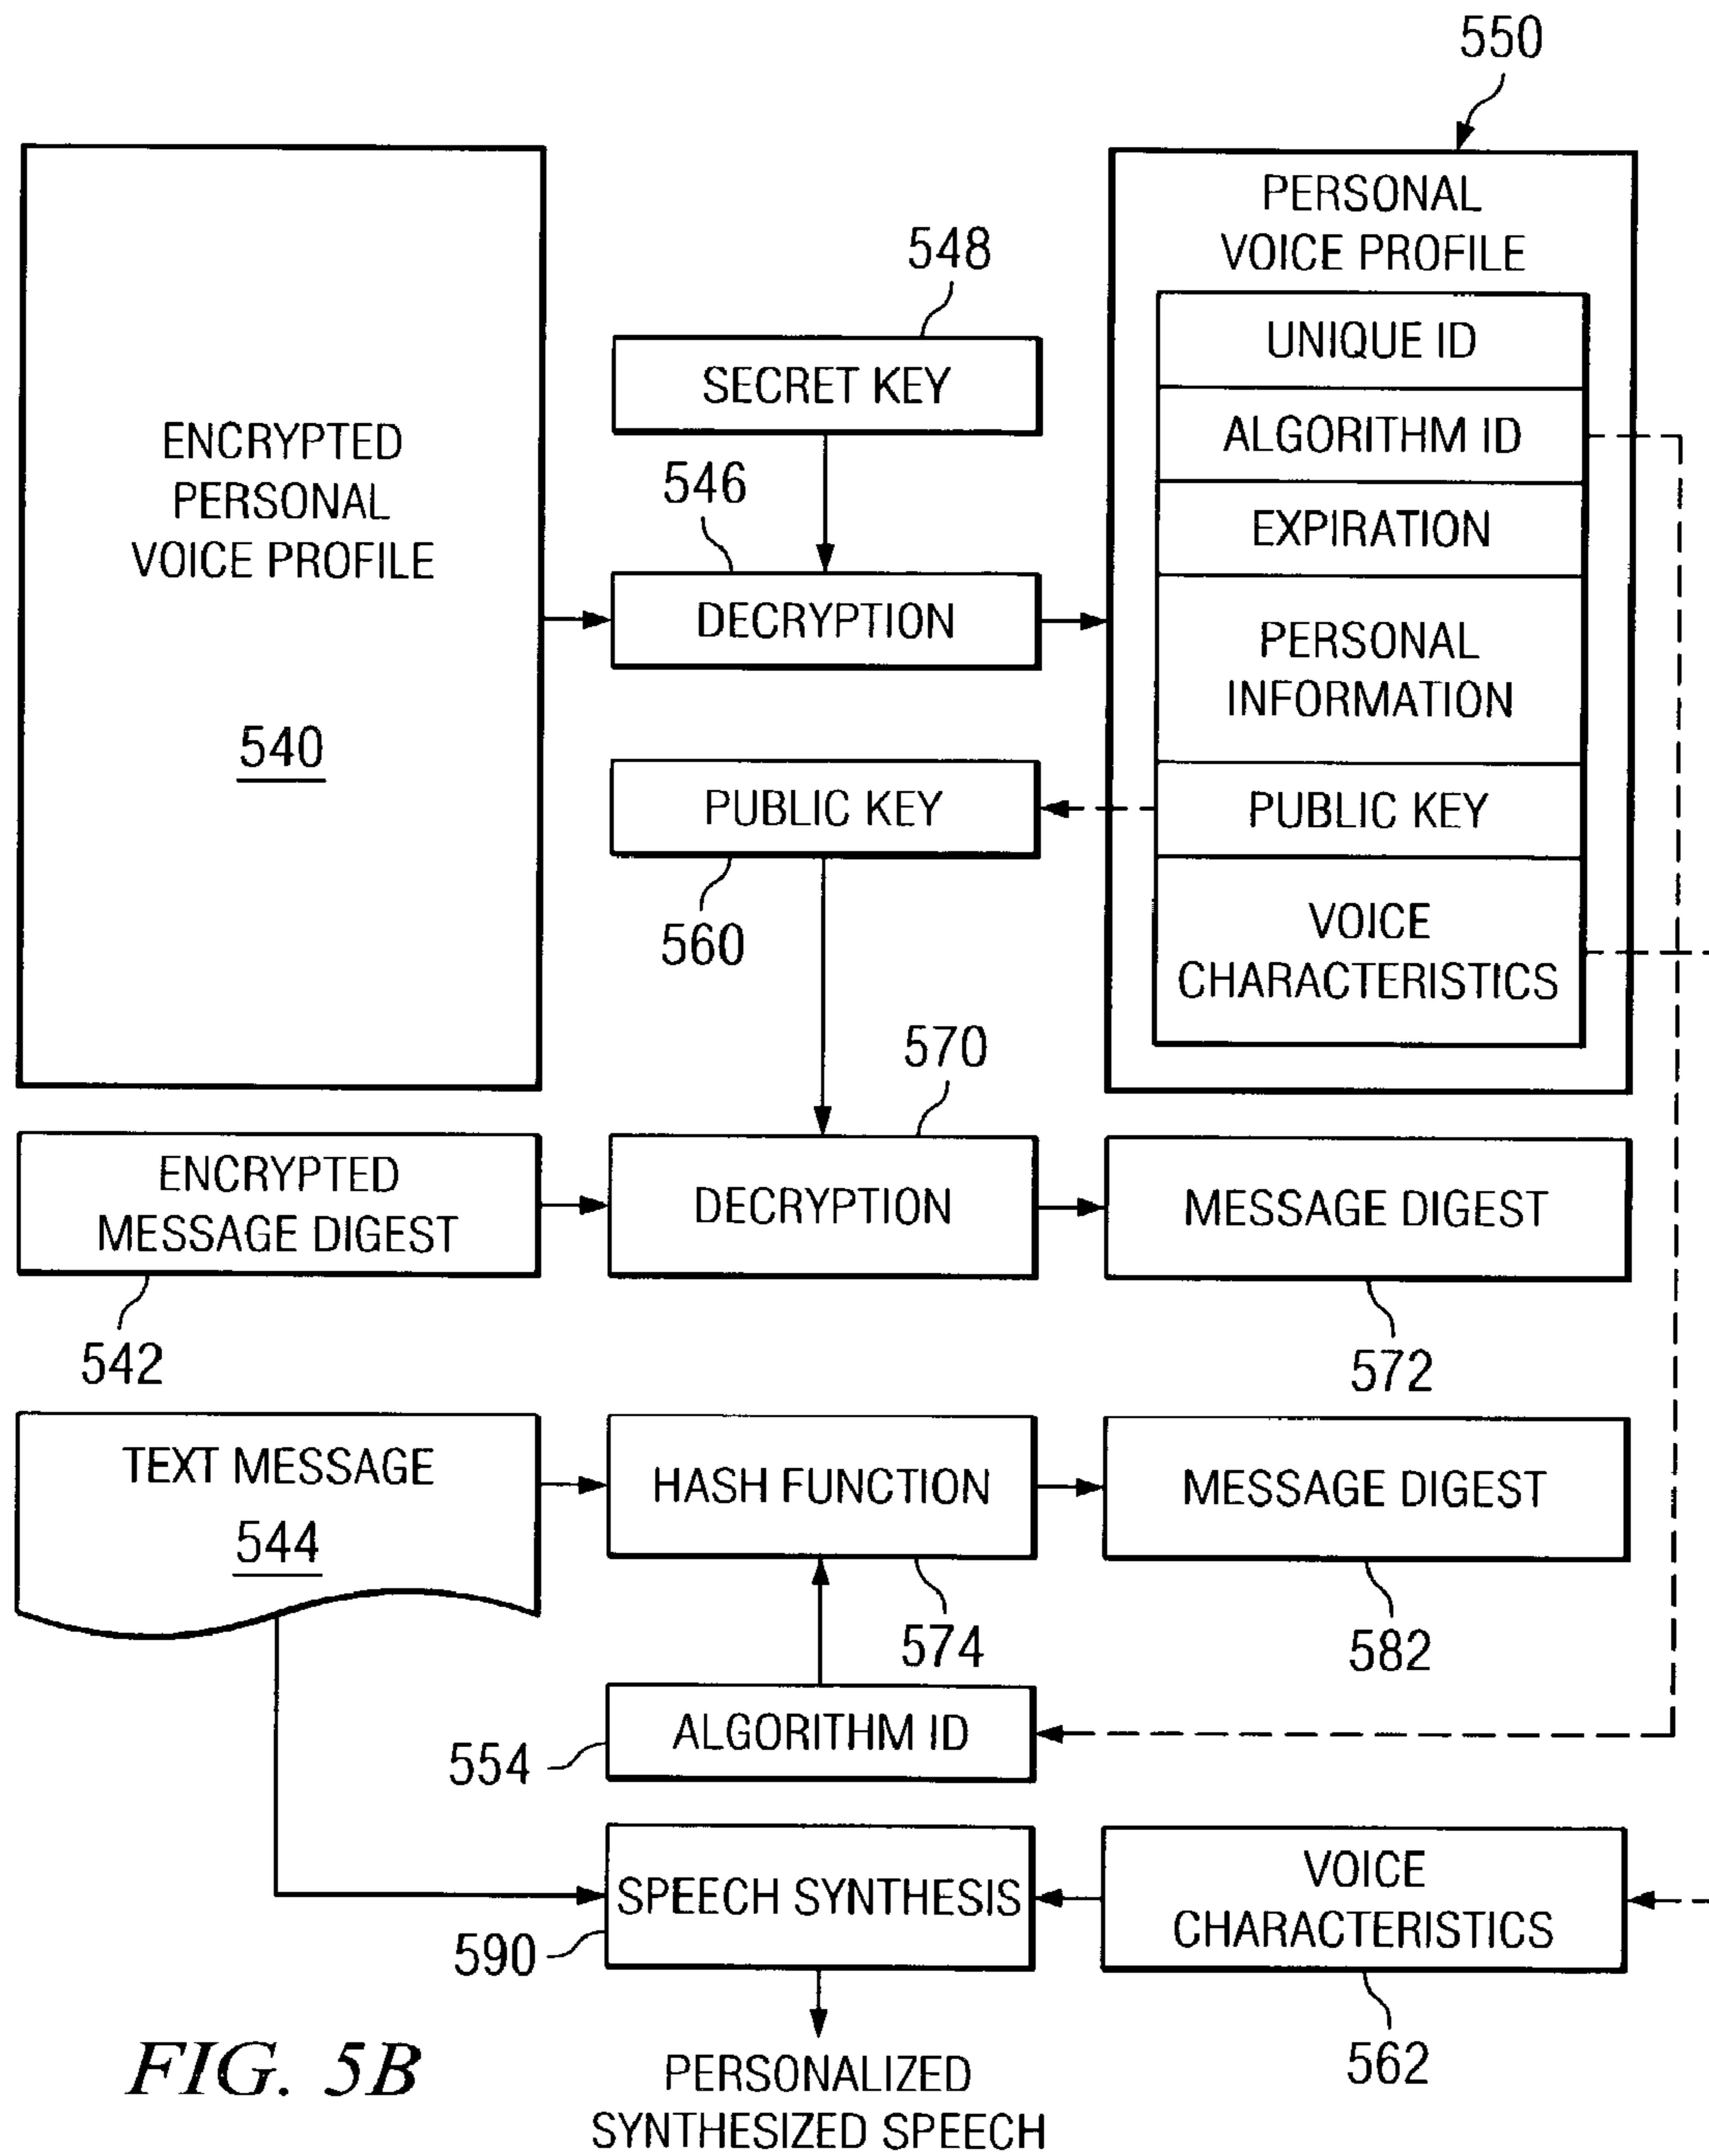 550
PERSONAL
VOICE PROFILE
UNIQUE ID
ALGORITHM ID
EXPIRATION
PERSONAL
INFORMATION
PUBLIC KEY
VOICE
CHARACTERISTICS
ENCRYPTED
PERSONAL
VOICE PROFILE
540
548
SECRET KEY
546
DECRYPTION
PUBLIC KEY
560
570
ENCRYPTED
MESSAGE DIGEST
542
DECRYPTION
MESSAGE DIGEST
572
TEXT MESSAGE
544
HASH FUNCTION
574
MESSAGE DIGEST
582
ALGORITHM ID
554
SPEECH SYNTHESIS
590
VOICE
CHARACTERISTICS
562
PERSONALIZED
SYNTHESIZED SPEECH
FIG. 5B